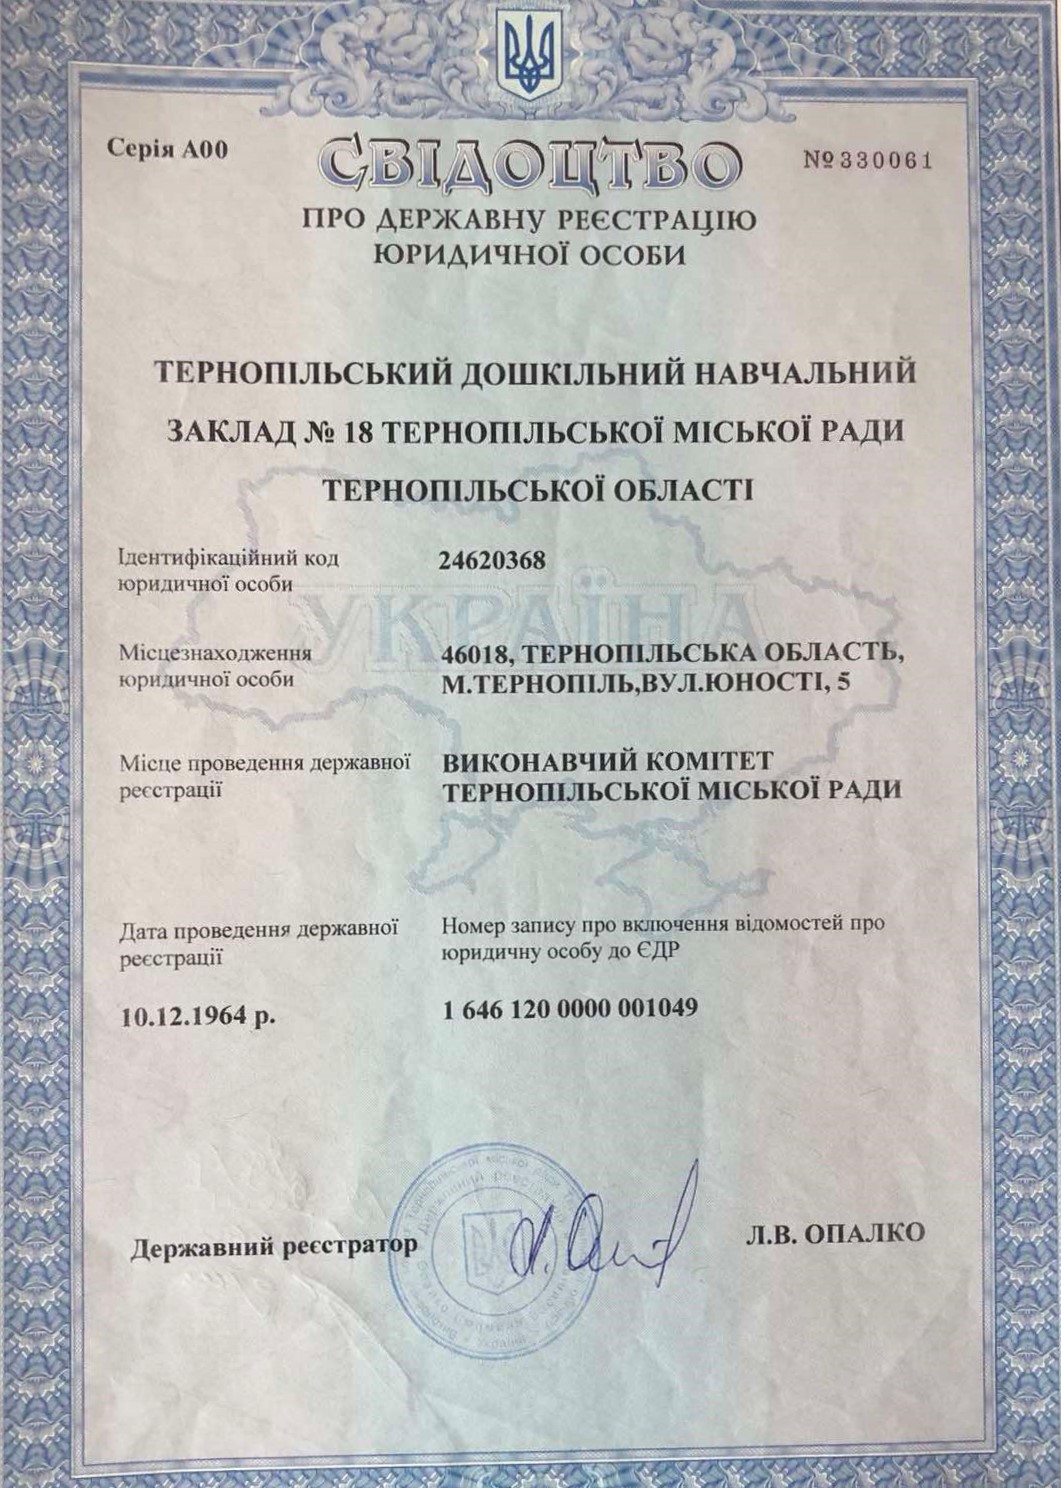 Серія А00
СВІДОЦТВО
№330061
ПРО ДЕРЖАВНУ РЕЄСТРАЦІЮ
ЮРИДИЧНОЇ ОСОБИ
ТЕРНОПІЛЬСЬКИЙ ДОШКІЛЬНИЙ НАВЧАЛЬНИЙ
ЗАКЛАД № 18 ТЕРНОПІЛЬСЬКОЇ МІСЬКОЇ РАДИ
ТЕРНОПІЛЬСЬКОЇ ОБЛАСТІ
Ідентифікаційний код
юридичної особи
24620368
УКРАЇНА
Місцезнаходження
юридичної особи
46018, ТЕРНОПІЛЬСЬКА ОБЛАСТЬ,
М.ТЕРНОПІЛЬ,ВУЛ.ЮНОСТІ, 5
Місце проведення державної
реєстрації
ВИКОНАВЧИЙ КОМІТЕТ
ТЕРНОПІЛЬСЬКОЇ МІСЬКОЇ РАДИ
Дата проведення державної
реєстрації
Номер запису про включення відомостей про
юридичну особу до ЄДР
10.12.1964 р.
1 646 120 0000 001049
Державний реєстратор
Л.В. ОПАЛКО